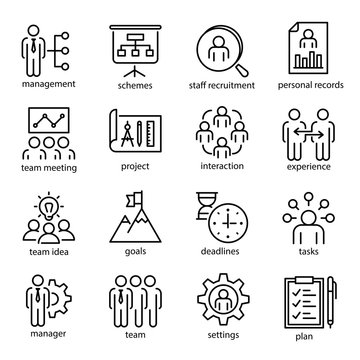 management
schemes
staff recruitment
personal records
team meeting
project
interaction
experience
team idea
goals
deadlines
tasks
manager
team
settings
plan